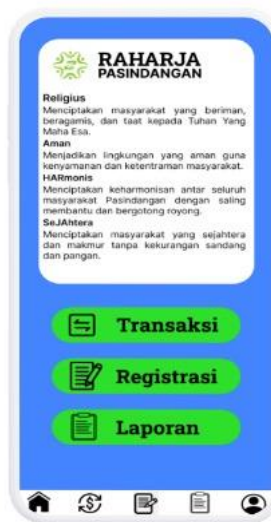 RAHARJA
PASINDANGAN
Religius
Menciptakan masyarakat yang beriman,
beragamis, dan taat kepada Tuhan Yang
Maha Esa.
Aman
Menjadikan lingkungan yang aman guna
kenyamanan dan ketentraman masyarakat.
HARmonis
Menciptakan keharmonisan antar seluruh
masyarakat Pasindangan dengan saling
membantu dan bergotong royong.
SeJAhtera
Menciptakan masyarakat yang sejahtera
dan makmur tanpa kekurangan sandang
dan pangan.
Transaksi
Registrasi
Laporan